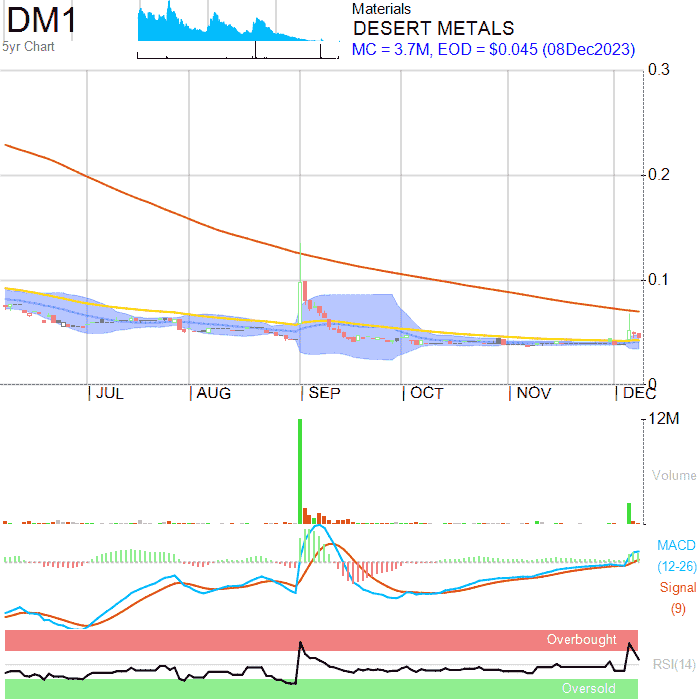 DM1
5yr Chart
Materials
DESERT METALS
MC = 3.7M, EOD = $0.045 (08Dec2023)
0.3
0.2
0.1
0
JUL AUG SEP OCT NOV DEC
12M
Volume
MACD
(12-26)
Signal
(9)
Overbought
RSI(14)
Oversold